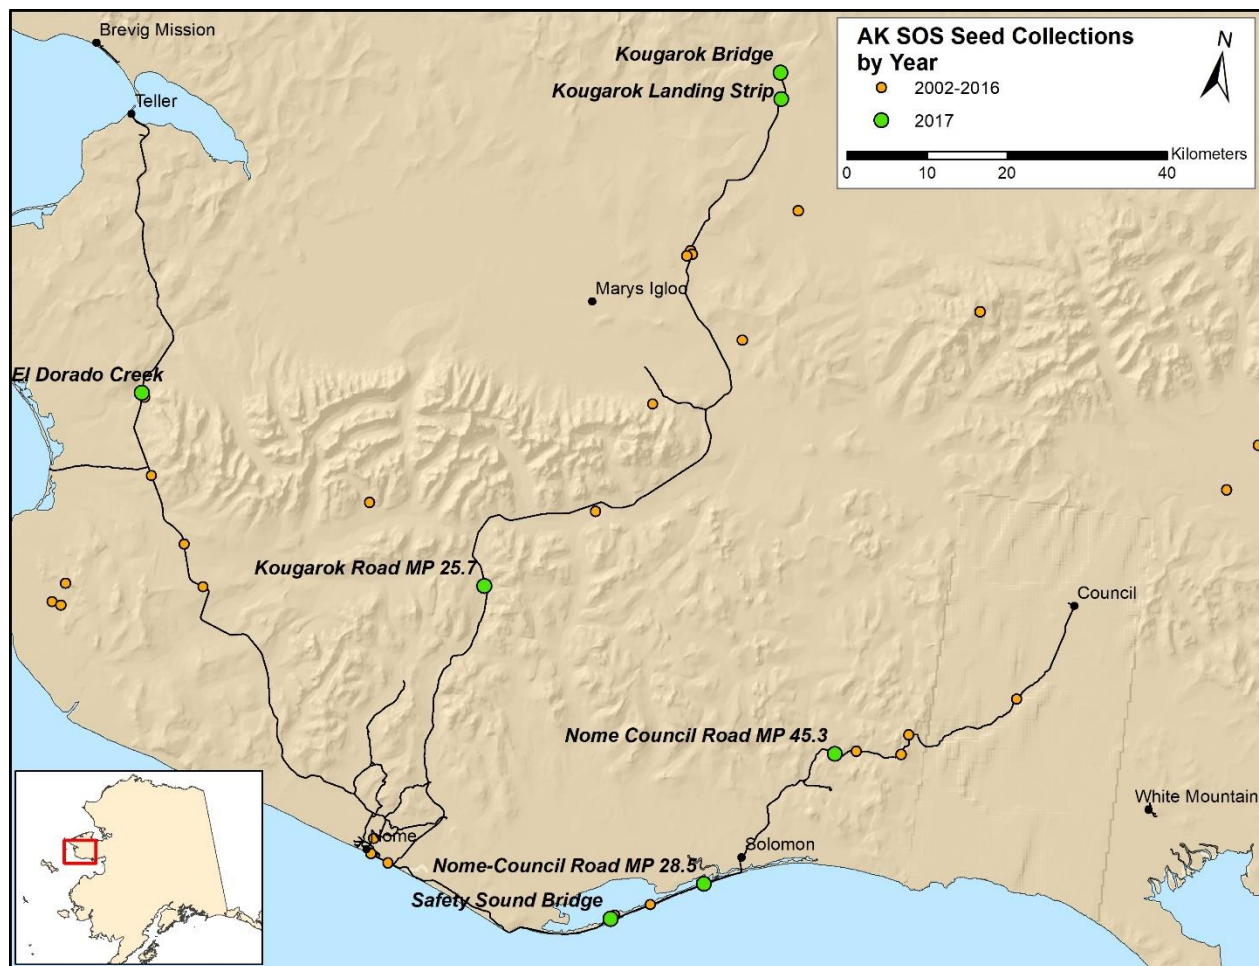 Brevig Mission
Teller
Kougarok Bridge
Kougarok Landing Strip
AK SOS Seed Collections
by Year
2002-2016
2017
N
Kilometers
0 10 20 40
Marys Igloo
El Dorado Creek
Kougarok Road MP 25.7
Council
Nome Council Road MP 45.3
White Mountain
Nome
Solomon
Nome-Council Road MP 28.5
Safety Sound Bridge